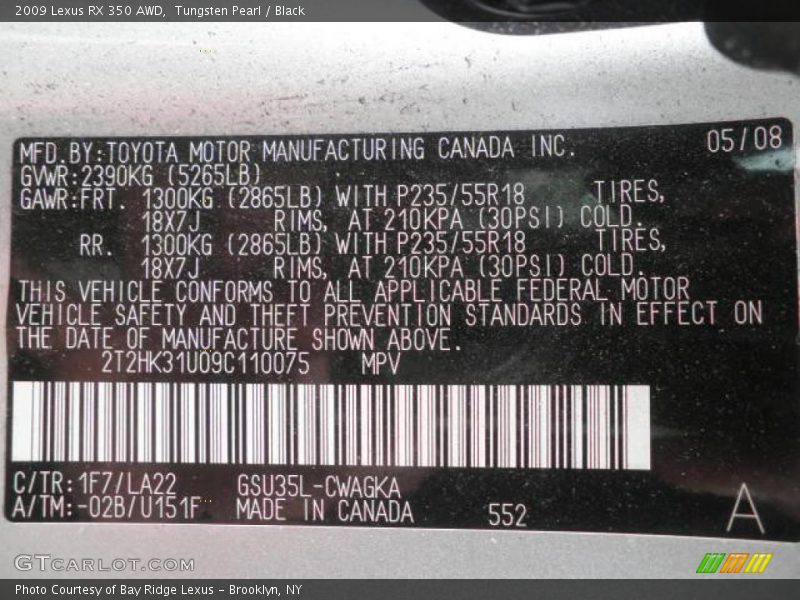 2009 Lexus RX 350 AWD, Tungsten Pearl / Black
05/08
MFD.BY:TOYOTA MOTOR MANUFACTURING CANADA INC.
GVWR:2390KG (5265LB)
GAWR:FRT. 1300KG (2865LB) WITH P235/55R18 TIRES,
18X7J RIMS, AT 210KPA (30PSI) COLD.
RR. 1300KG (2865LB) WITH P235/55R18 TIRES,
18X7J RIMS, AT 210KPA (30PSI) COLD.
THIS VEHICLE CONFORMS TO ALL APPLICABLE FEDERAL MOTOR
VEHICLE SAFETY AND THEFT PREVENTION STANDARDS IN EFFECT ON
THE DATE OF MANUFACTURE SHOWN ABOVE.
2T2HK31U09C110075 MPV
C/TR:1F7/LA22 GSU35L-CWAGKA
A/TM:-02B/U151F MADE IN CANADA 552 A
GTCARLOT.COM
Photo Courtesy of Bay Ridge Lexus - Brooklyn, NY